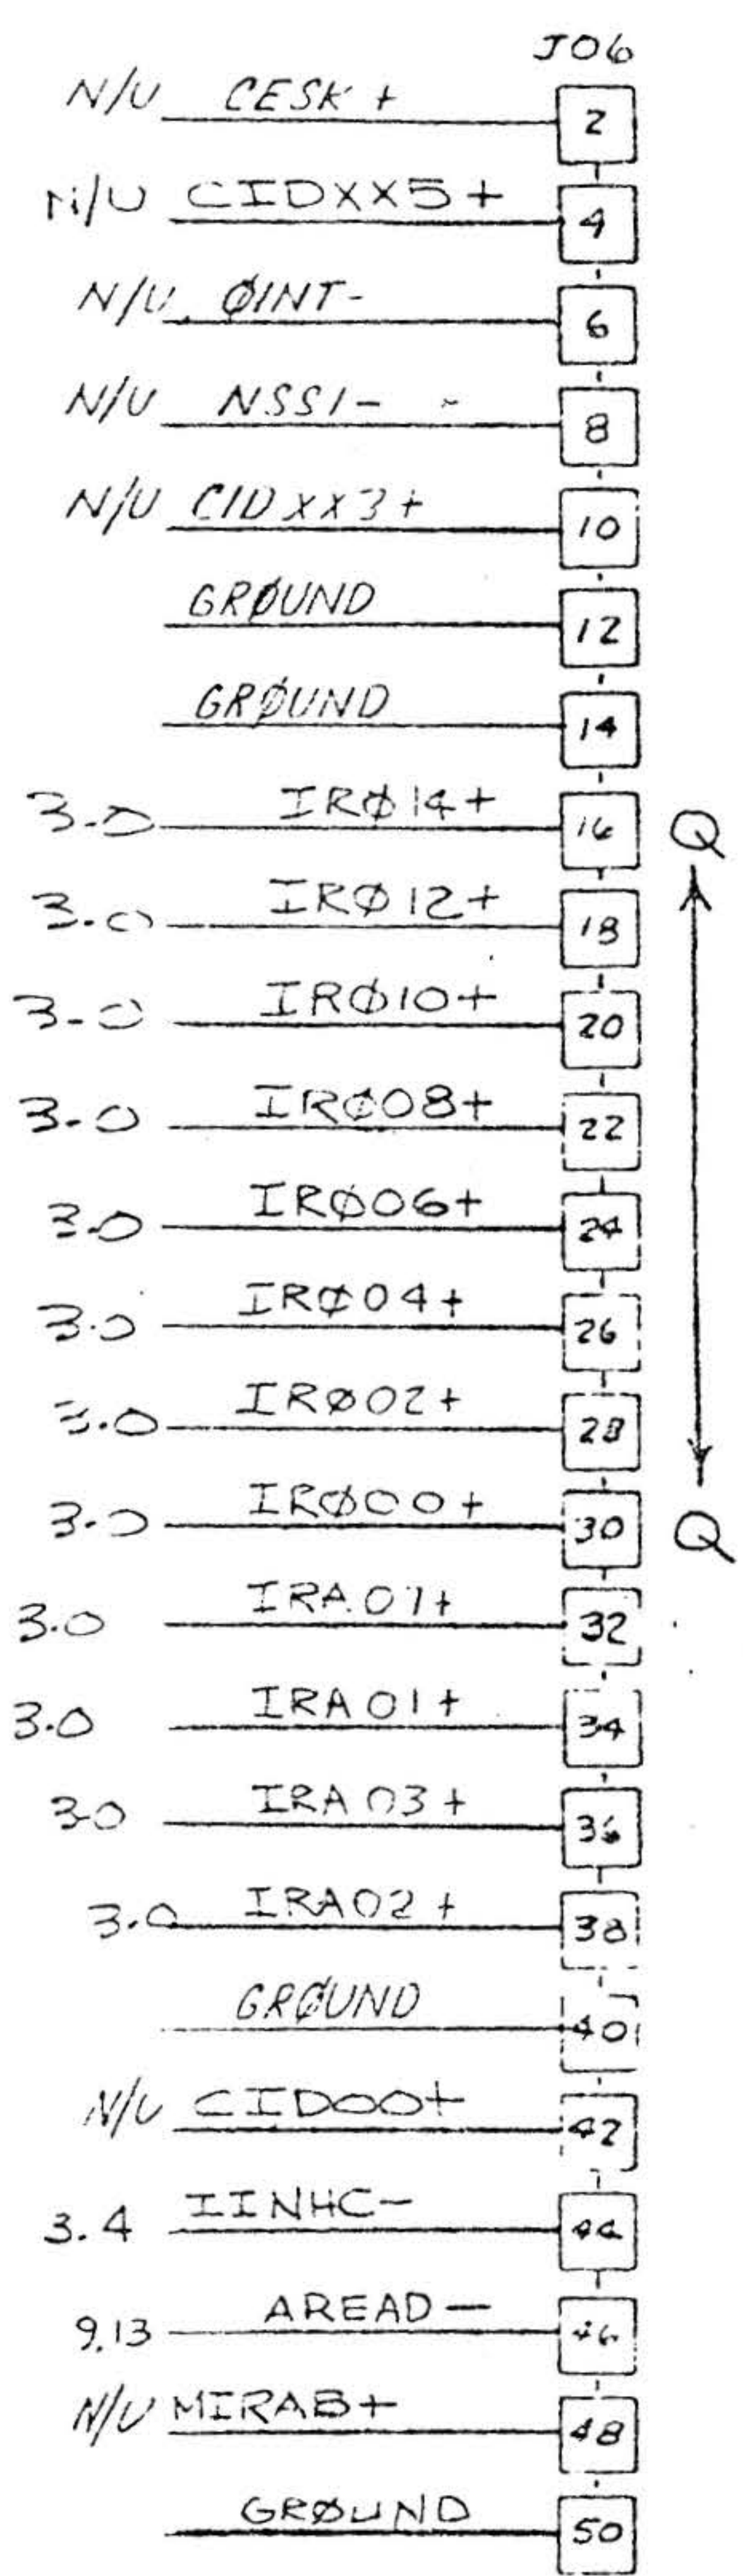 J06
N/U CESK + 2
N/U CIDXX5+ 4
N/U ØINT- 6
N/U NSSI- - 8
N/U CIDXX3+ 10
GRØUND 12
GRØUND 14
3.0 IRØ14+ 16 Q
3.0 IRØ12+ 18
3.0 IRØ10+ 20
3.0 IRØ08+ 22
3.0 IRØ06+ 24
3.0 IRØ04+ 26
3.0 IRØ02+ 28
3.0 IRØ00+ 30 Q
3.0 IRA07+ 32
3.0 IRA01+ 34
3.0 IRA03+ 36
3.0 IRA02+ 38
GRØUND 40
N/U CID00+ 42
3.4 IINHC- 44
9,13 AREAD- 46
N/U MIRAB+ 48
GRØUND 50